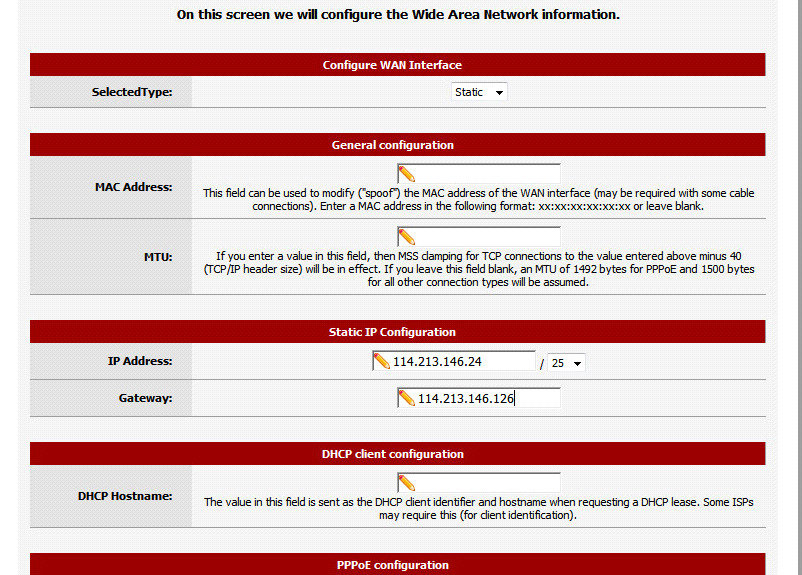 On this screen we will configure the Wide Area Network information.
Configure WAN Interface
SelectedType: Static
General configuration
MAC Address:
This field can be used to modify ("spoof") the MAC address of the WAN interface (may be required with some cable
connections). Enter a MAC address in the following format: xx:xx:xx:xx:xx:xx or leave blank.
MTU:
If you enter a value in this field, then MSS clamping for TCP connections to the value entered above minus 40
(TCP/IP header size) will be in effect. If you leave this field blank, an MTU of 1492 bytes for PPPoE and 1500 bytes
for all other connection types will be assumed.
Static IP Configuration
IP Address: 114.213.146.24 / 25
Gateway: 114.213.146.126
DHCP client configuration
DHCP Hostname:
The value in this field is sent as the DHCP client identifier and hostname when requesting a DHCP lease. Some ISPs
may require this (for client identification).
PPPoE configuration